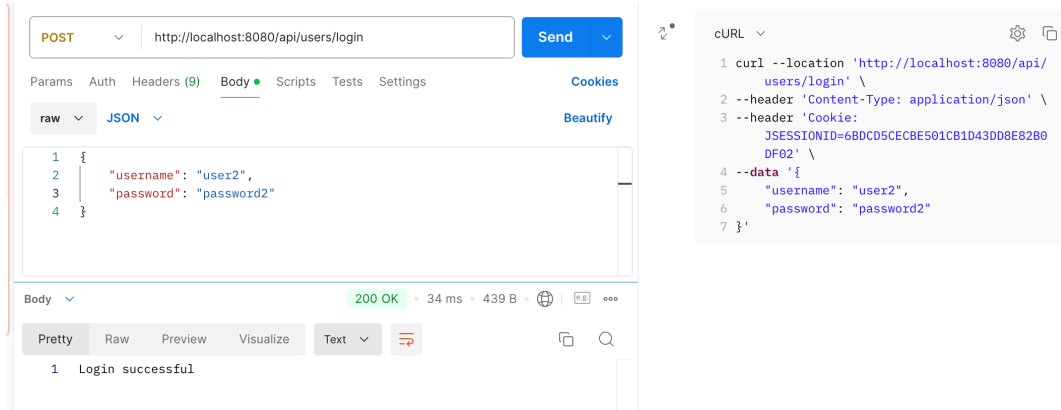 POST http://localhost:8080/api/users/login Send
Params Auth Headers (9) Body Scripts Tests Settings Cookies
raw JSON Beautify
1 {
2 "username": "user2",
3 "password": "password2"
4 }
Body 200 OK 34 ms 439 B e.g.
Pretty Raw Preview Visualize Text
1 Login successful
cURL
1 curl --location 'http://localhost:8080/api/
users/login' \
2 --header 'Content-Type: application/json' \
3 --header 'Cookie:
JSESSIONID=6BDCD5CECBE501CB1D43DD8E82B0
DF02' \
4 --data '{
5 "username": "user2",
6 "password": "password2"
7 }'